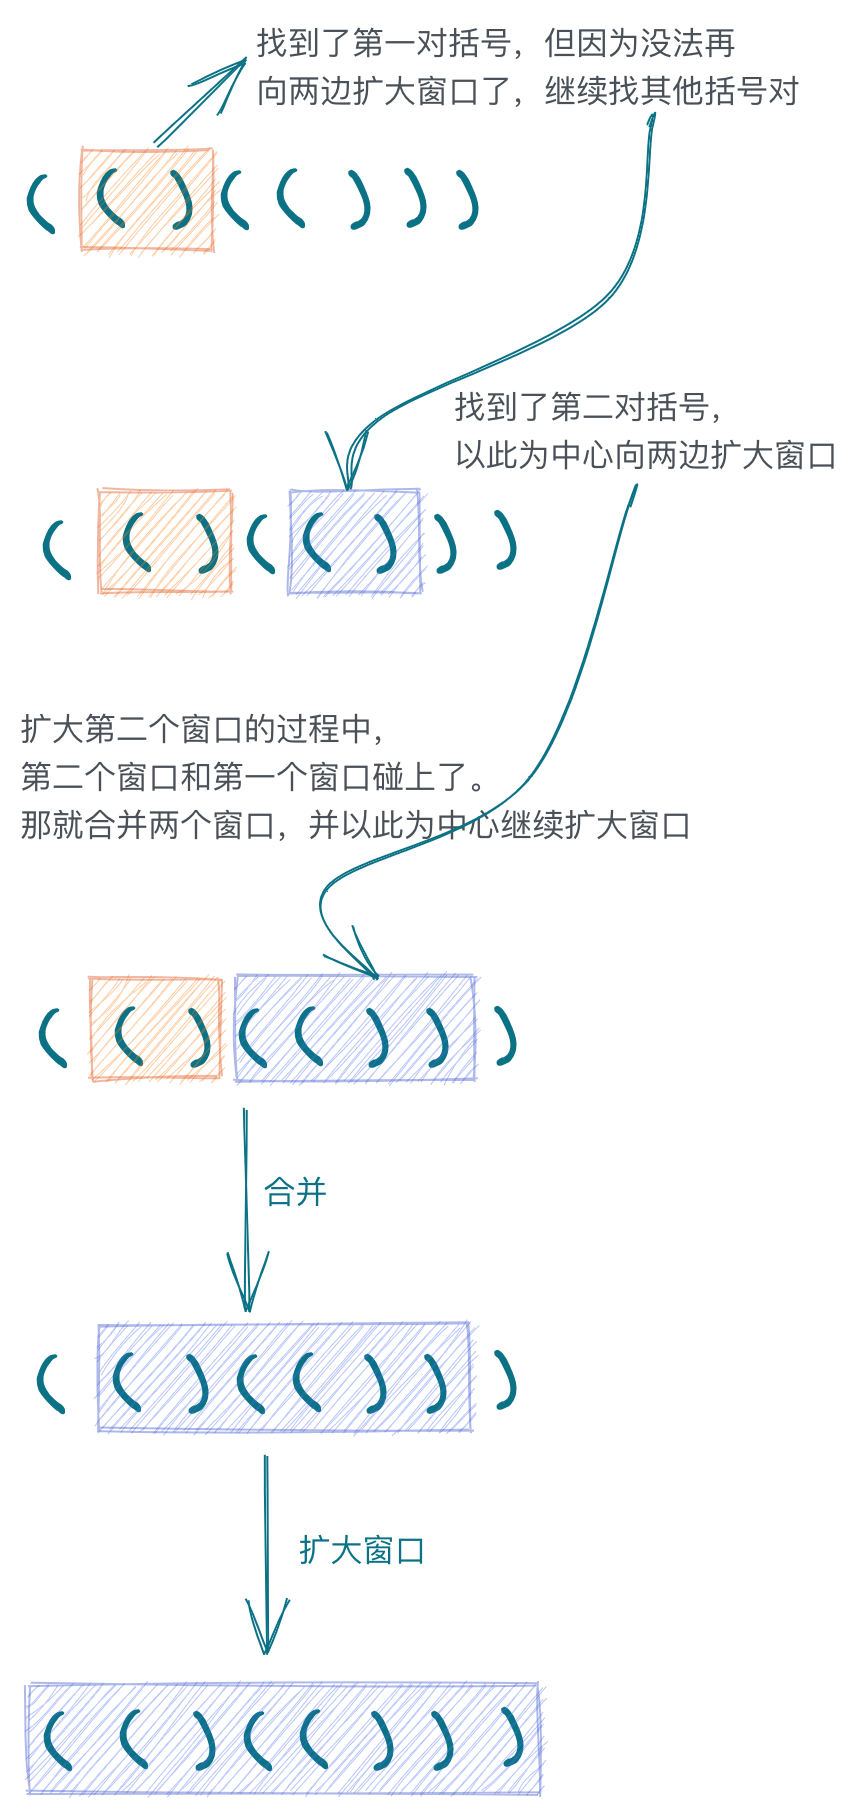 找到了第一对括号，但因为没法再
向两边扩大窗口了，继续找其他括号对
( ( ) ( ( ) ) )
找到了第二对括号，
以此为中心向两边扩大窗口
( ( ) ( ( ) ) )
扩大第二个窗口的过程中，
第二个窗口和第一个窗口碰上了。
那就合并两个窗口，并以此为中心继续扩大窗口
( ( ) ( ( ) ) )
合并
( ( ) ( ( ) ) )
扩大窗口
( ( ) ( ( ) ) )